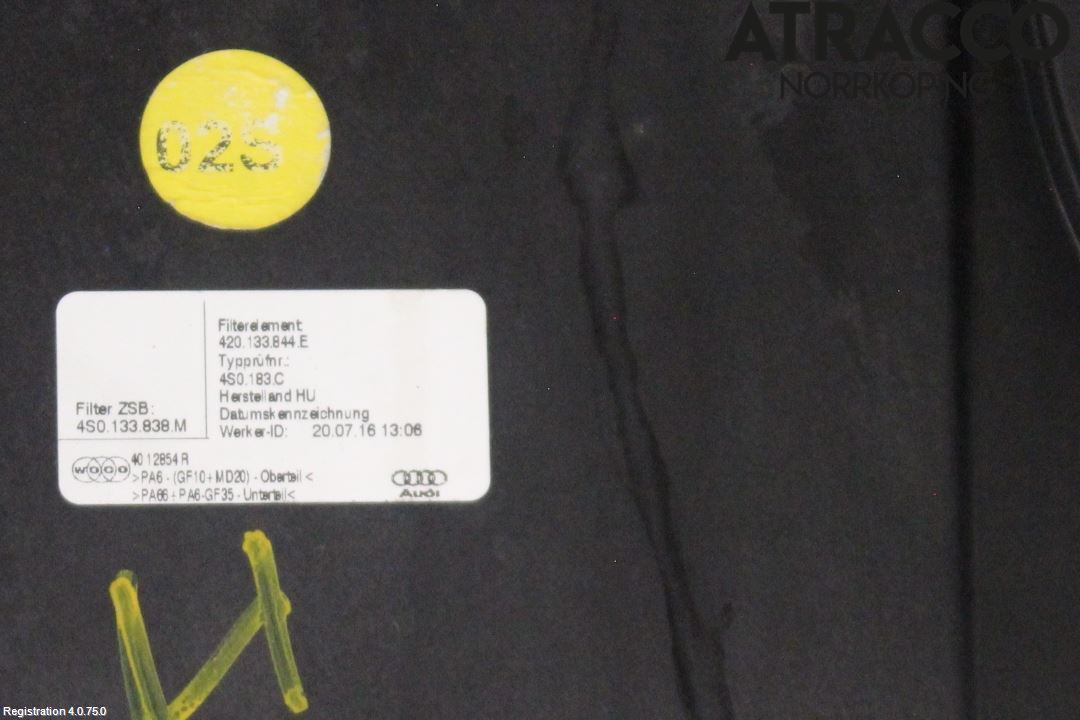 ATRACCO
NORRKÖPING
02S
Filterelement
420.133.844.E
Typprüfnr.:
4S0.183.C
Herstelland HU
Datumskennzeichnung
Werker-ID: 20.07.16 13:06
Filter ZSB:
4S0.133.838.M
WOCO
40 12854 R
>PA6 - (GF10+MD20) - Oberteil <
>PA66 + PA6-GF35 - Unterteil<
Audi
Registration 4.0.75.0